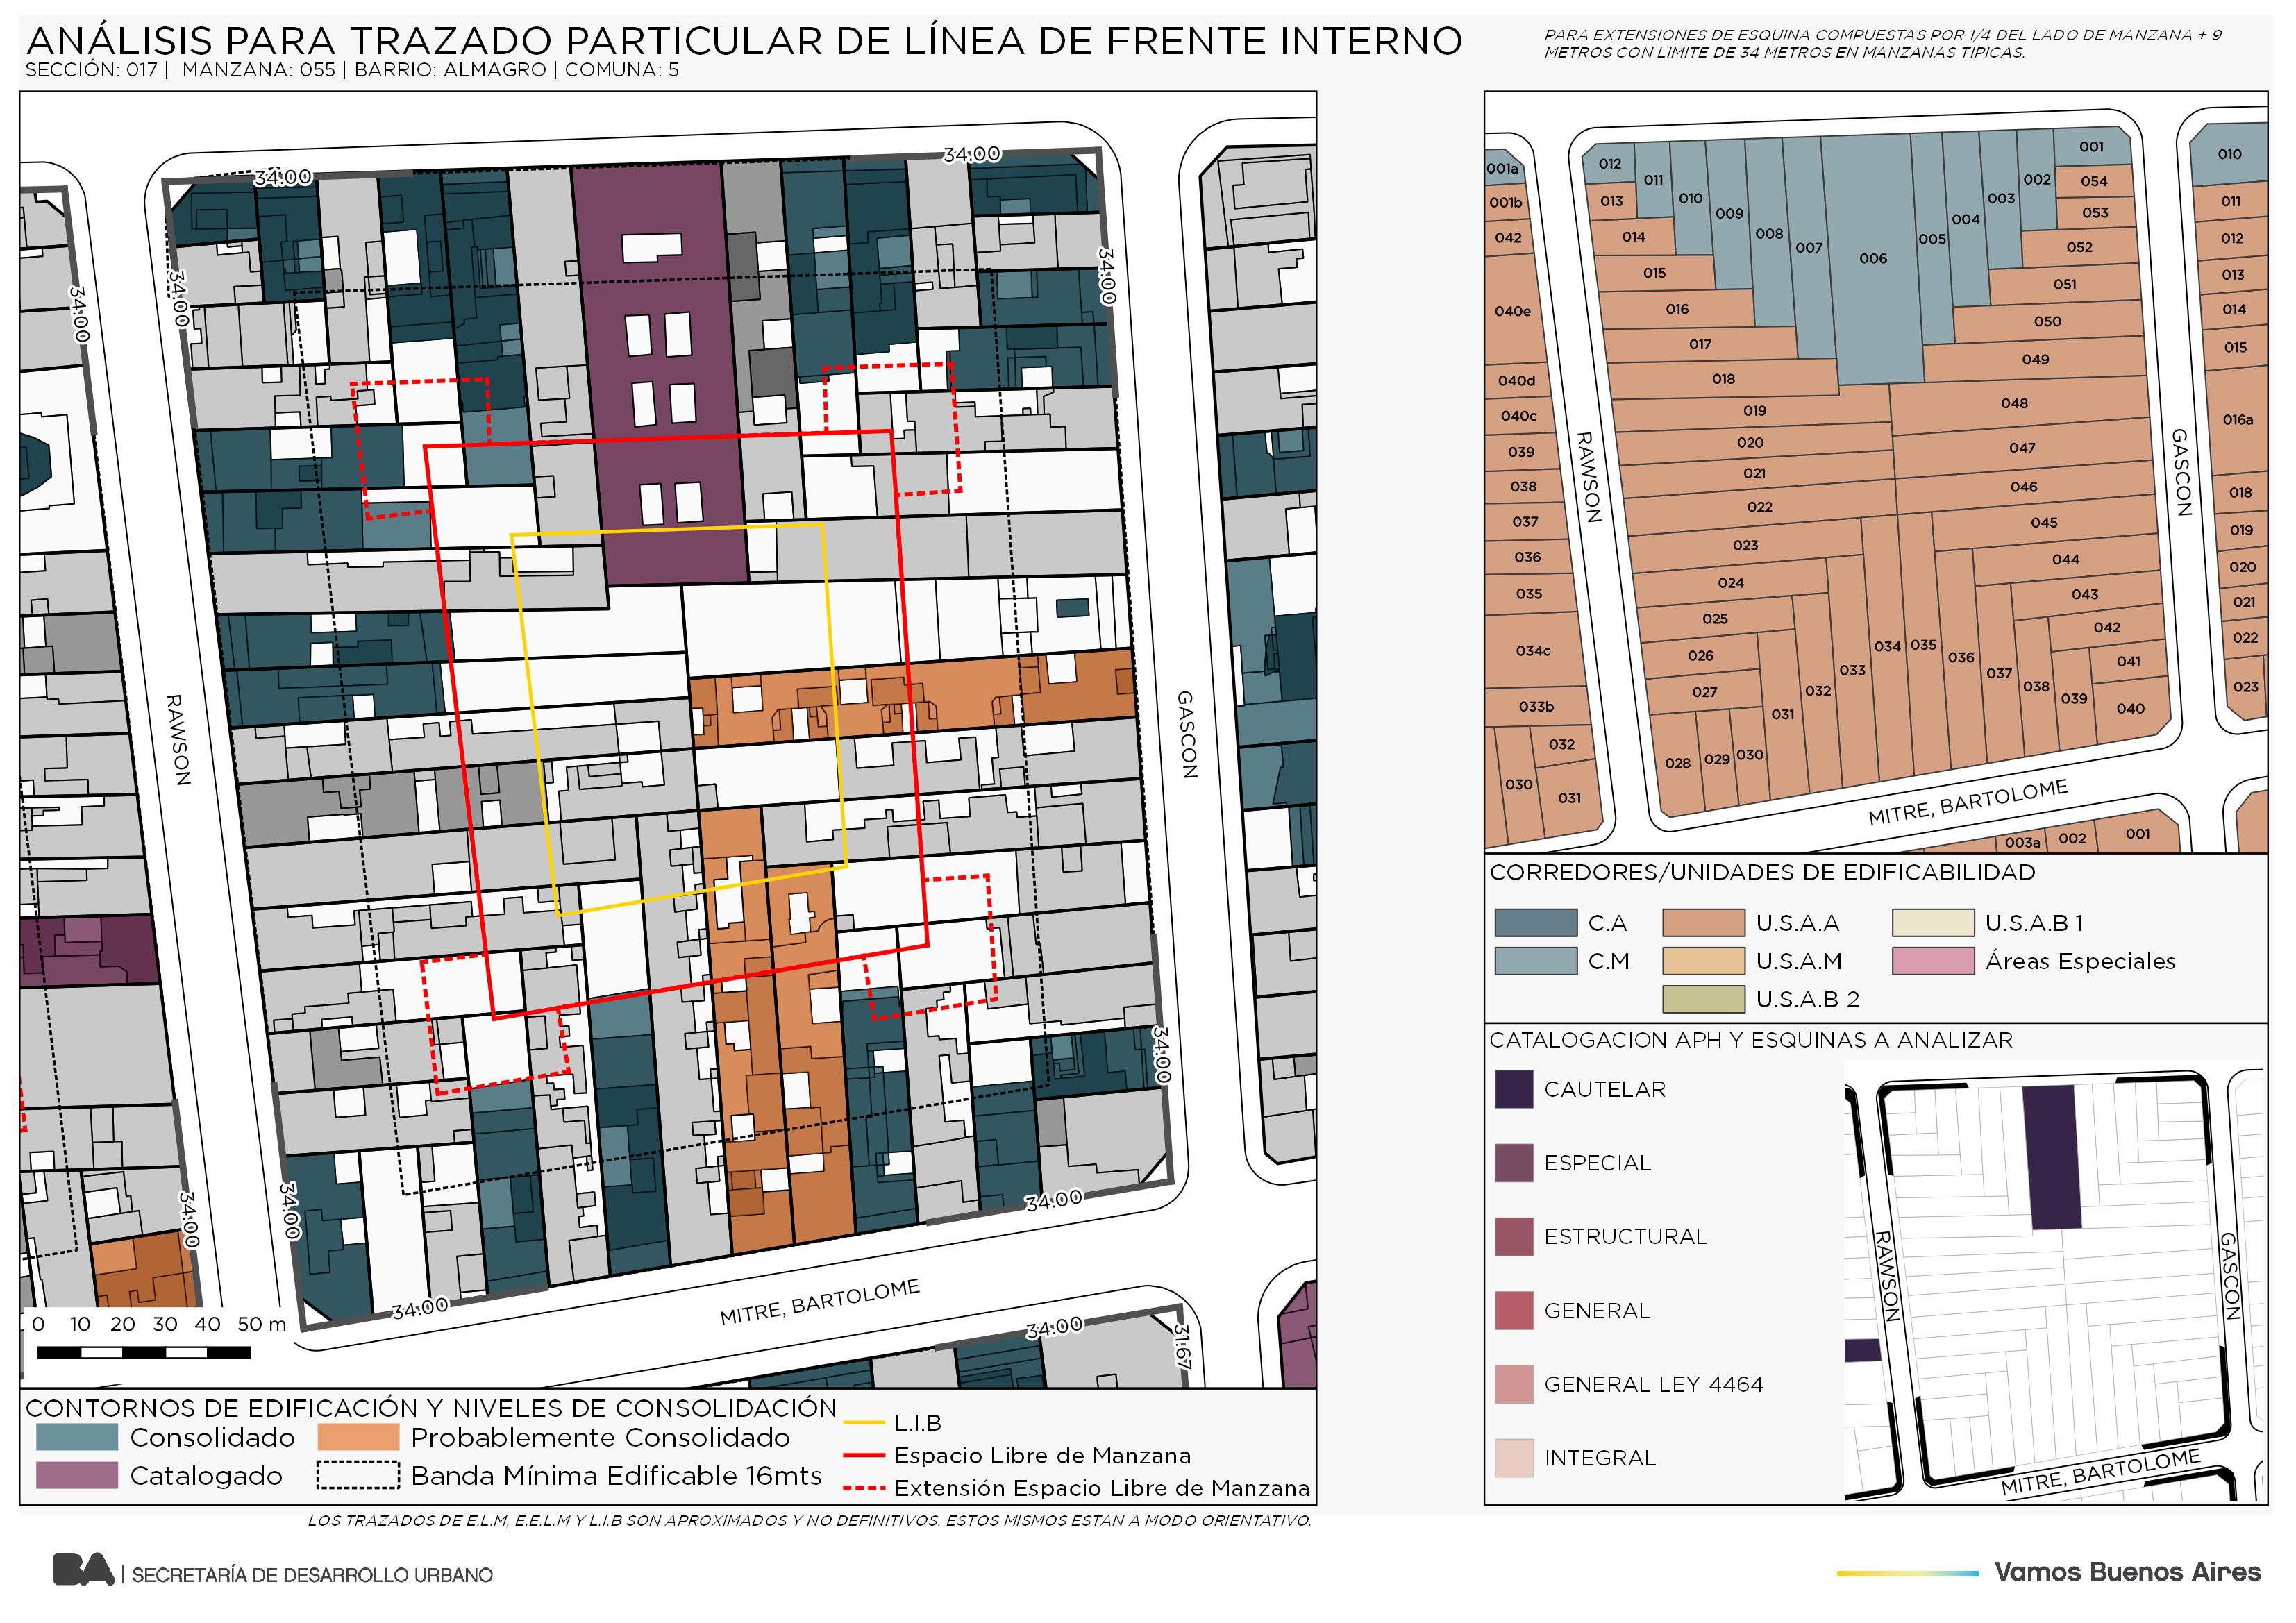 ANÁLISIS PARA TRAZADO PARTICULAR DE LÍNEA DE FRENTE INTERNO
SECCIÓN: 017 | MANZANA: 055 | BARRIO: ALMAGRO | COMUNA: 5
PARA EXTENSIONES DE ESQUINA COMPUESTAS POR 1/4 DEL LADO DE MANZANA + 9
METROS CON LIMITE DE 34 METROS EN MANZANAS TIPICAS.
34:00
34:00
34:00
34:00
34:00
RAWSON
GASCON
34:00
34:00
34:00
34:00
34:00
34:00
MITRE, BARTOLOME
34:00
31:67
0 10 20 30 40 50 m
CONTORNOS DE EDIFICACIÓN Y NIVELES DE CONSOLIDACIÓN
Consolidado
Probablemente Consolidado
Catalogado
Banda Mínima Edificable 16mts
L.I.B
Espacio Libre de Manzana
Extensión Espacio Libre de Manzana
LOS TRAZADOS DE E.L.M, E.E.L.M Y L.I.B SON APROXIMADOS Y NO DEFINITIVOS. ESTOS MISMOS ESTAN A MODO ORIENTATIVO.
001a
001b
042
040e
040d
040c
039
038
037
036
035
034c
033b
032
030
031
RAWSON
012
011
010
009
008
007
006
005
004
003
002
001
054
053
052
051
050
049
048
047
046
045
044
043
042
041
040
013
014
015
016
017
018
019
020
021
022
023
024
025
026
027
028
029
030
031
032
033
034
035
036
037
038
039
GASCON
010
011
012
013
014
015
016a
018
019
020
021
022
023
MITRE, BARTOLOME
003a
002
001
CORREDORES/UNIDADES DE EDIFICABILIDAD
C.A
U.S.A.A
U.S.A.B 1
C.M
U.S.A.M
Áreas Especiales
U.S.A.B 2
CATALOGACION APH Y ESQUINAS A ANALIZAR
CAUTELAR
ESPECIAL
ESTRUCTURAL
GENERAL
GENERAL LEY 4464
INTEGRAL
RAWSON
GASCON
MITRE, BARTOLOME
BA | SECRETARÍA DE DESARROLLO URBANO
Vamos Buenos Aires